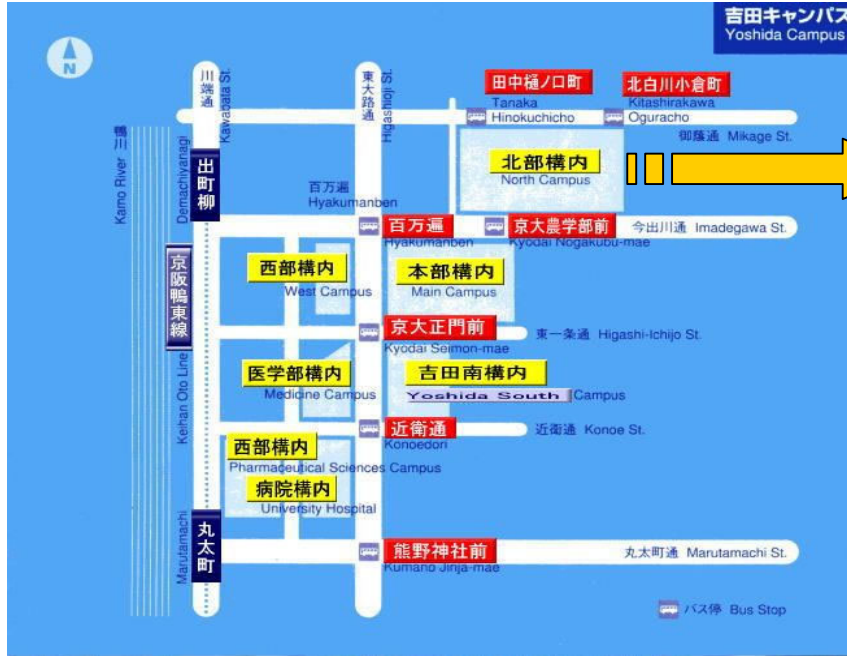 吉田キャンパス
Yoshida Campus
N
川端通
Kawabata St.
東大路通
Higashioji St.
田中樋ノ口町
Tanaka
Hinokuchicho
北白川小倉町
Kitashirakawa
Oguracho
御蔭通 Mikage St.
鴨川
Kamo River
出町柳
Demachiyanagi
北部構内
North Campus
百万遍
Hyakumanben
百万遍
Hyakumanben
京大農学部前
Kyodai Nogakubu-mae
今出川通 Imadegawa St.
京阪鴨東線
Keihan Oto Line
西部構内
West Campus
本部構内
Main Campus
京大正門前
Kyodai Seimon-mae
東一条通 Higashi-Ichijo St.
医学部構内
Medicine Campus
吉田南構内
Yoshida South Campus
近衛通
Konoedori
近衛通 Konoe St.
西部構内
Pharmaceutical Sciences Campus
病院構内
University Hospital
丸太町
Marutamachi
熊野神社前
Kumano Jinja-mae
丸太町通 Marutamachi St.
バス停 Bus Stop